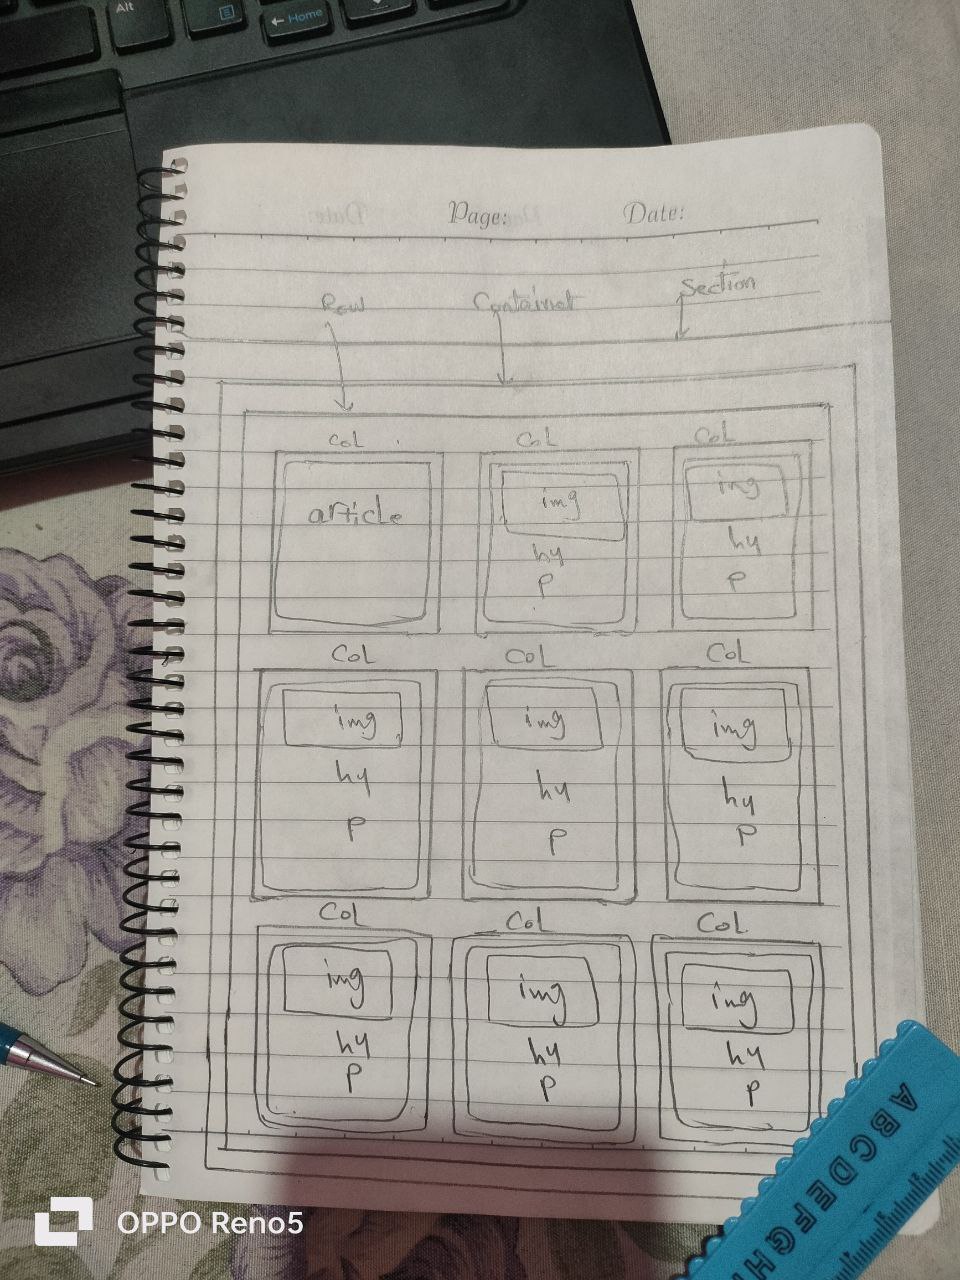 Alt
Home
Page: Date:
Row Container Section
Col Col Col
article img img
h4 h4
P P
Col Col Col
img img img
h4 h4 h4
P P P
Col Col Col
img img img
h4 h4 h4
P P P
A B C D E F G H
OPPO Reno5